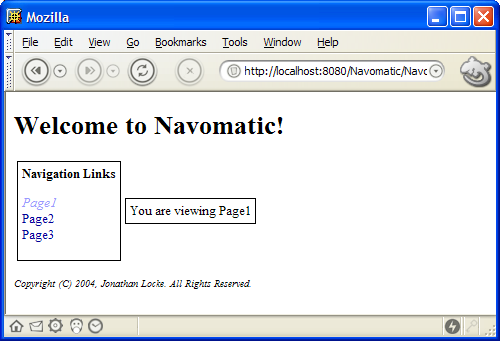 Mozilla
File Edit View Go Bookmarks Tools Window Help
http://localhost:8080/Navomatic/Navc
Welcome to Navomatic!
Navigation Links
Page1
Page2
Page3
You are viewing Page1
Copyright (C) 2004, Jonathan Locke. All Rights Reserved.